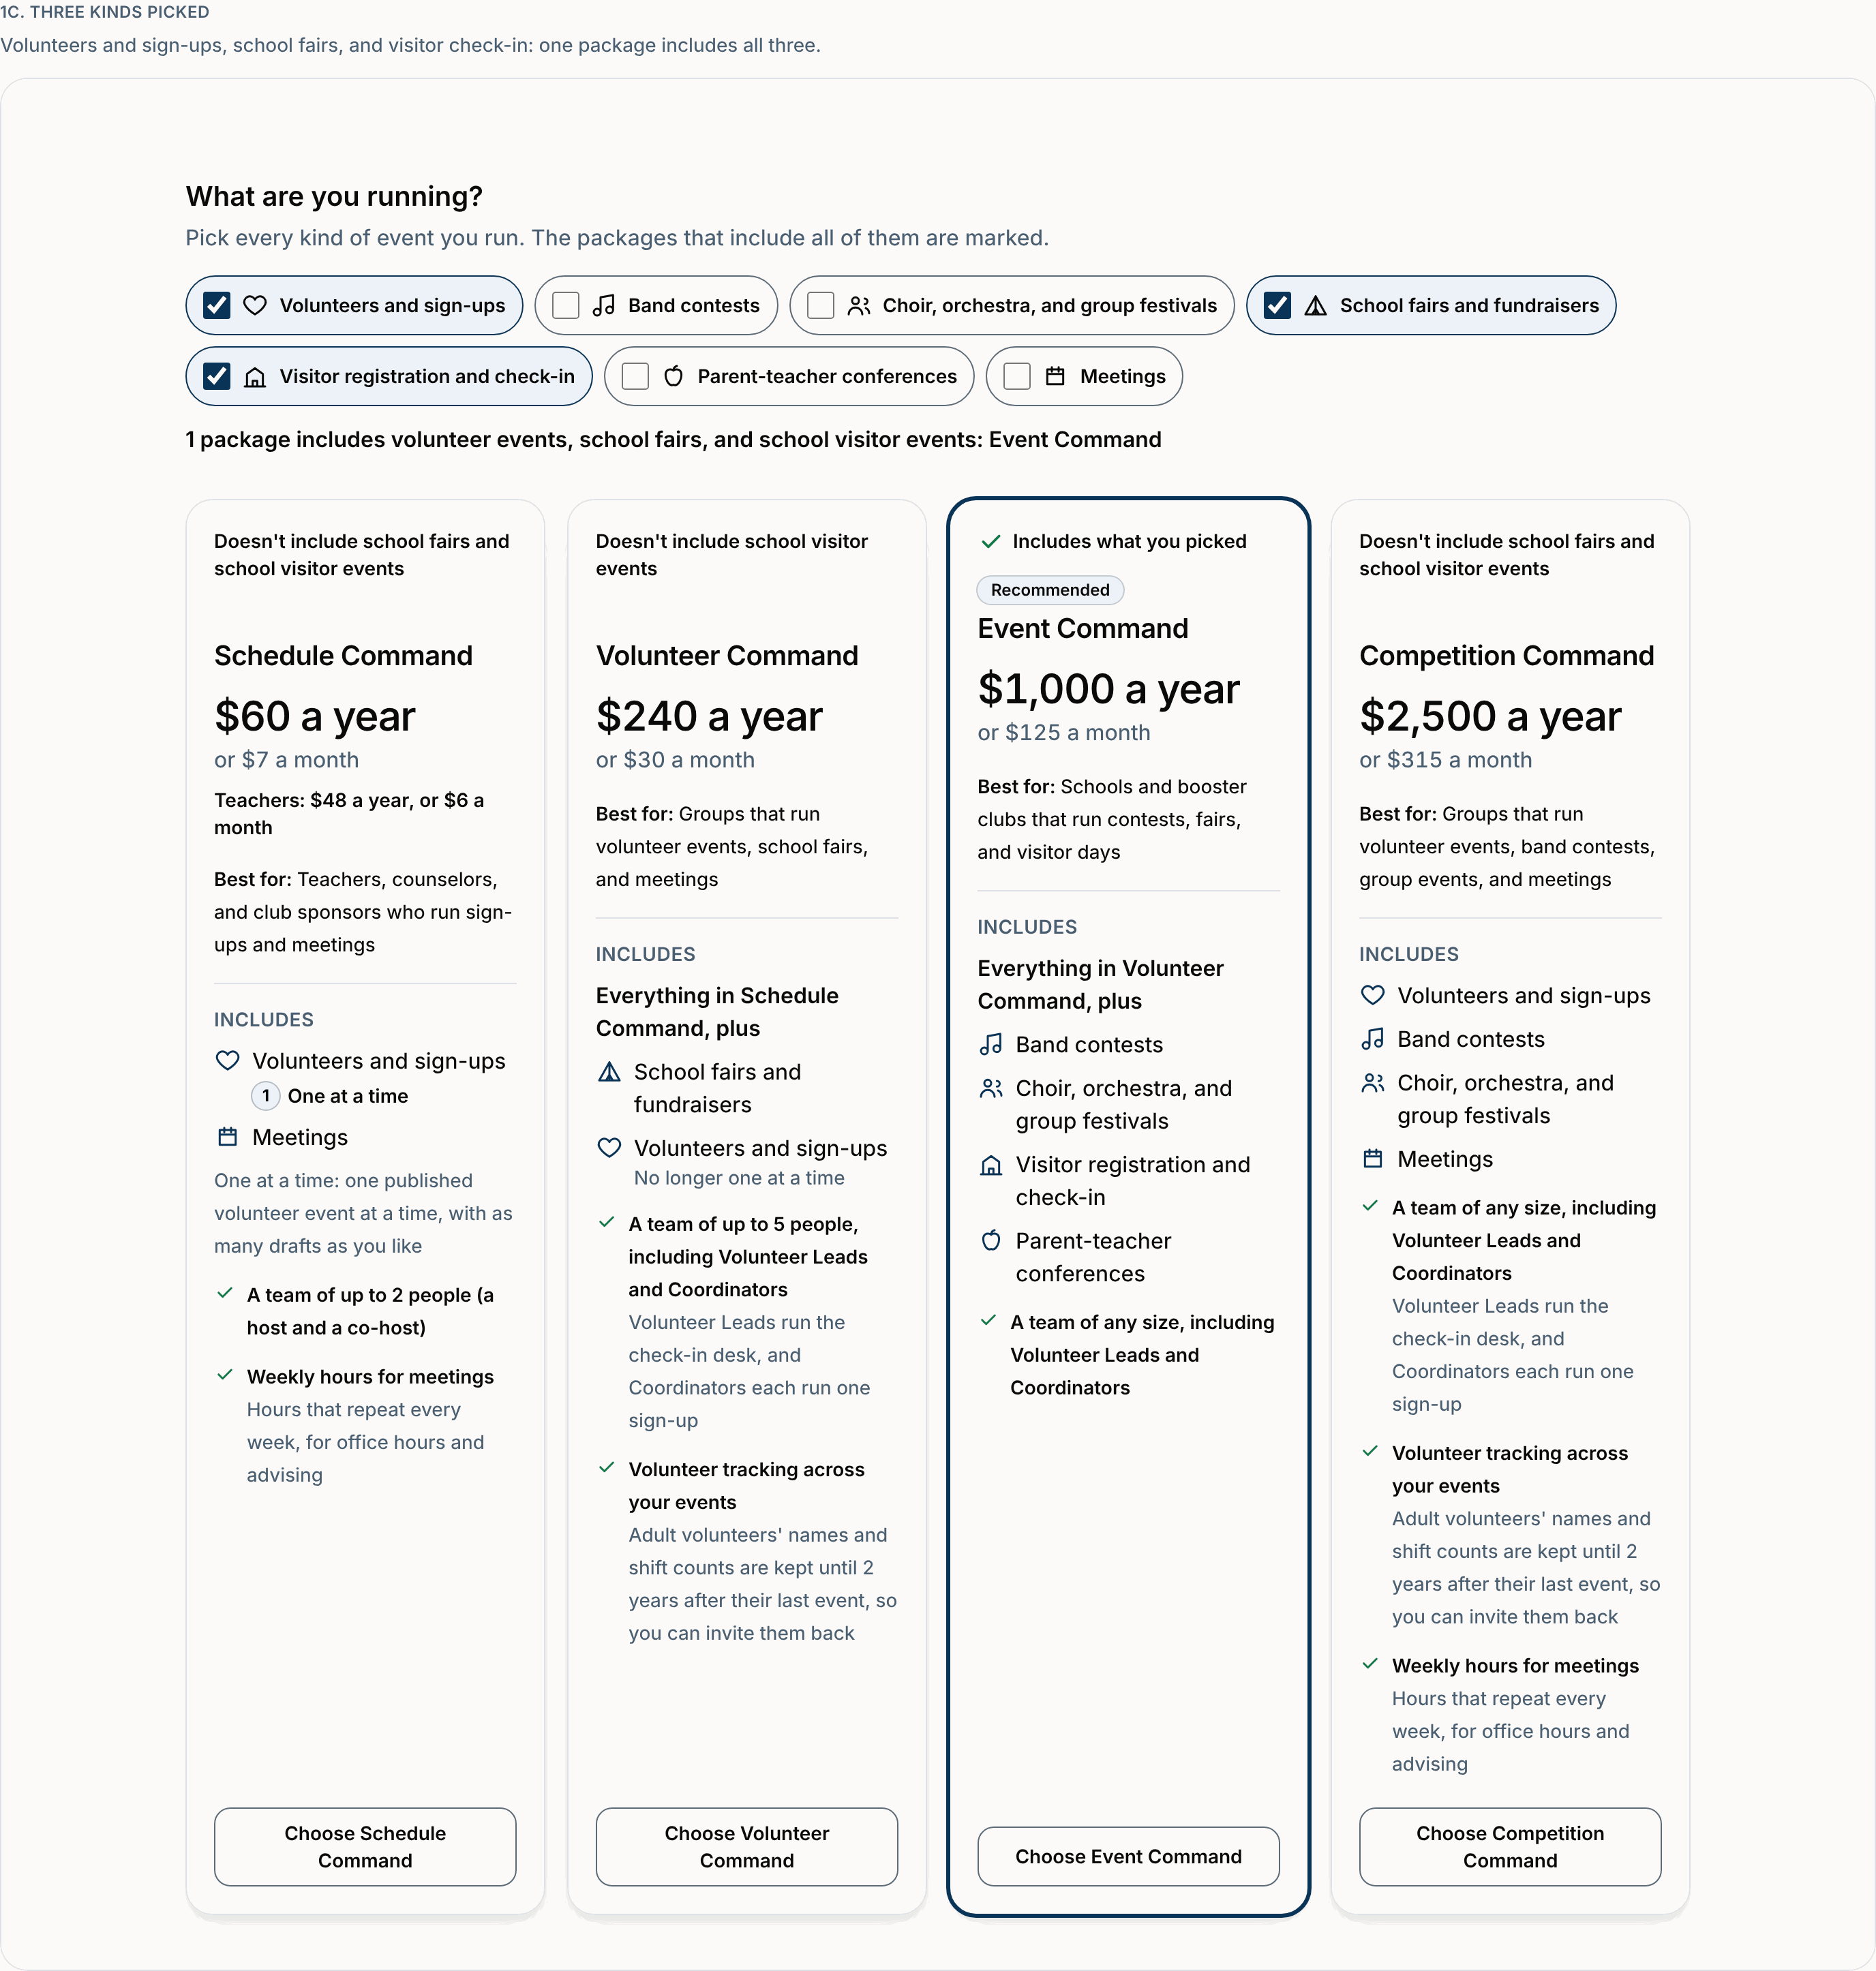 1C. THREE KINDS PICKED
Volunteers and sign-ups, school fairs, and visitor check-in: one package includes all three.
What are you running?
Pick every kind of event you run. The packages that include all of them are marked.
Volunteers and sign-ups
Band contests
Choir, orchestra, and group festivals
School fairs and fundraisers
Visitor registration and check-in
Parent-teacher conferences
Meetings
1 package includes volunteer events, school fairs, and school visitor events: Event Command
Doesn't include school fairs and
school visitor events
Schedule Command
$60 a year
or $7 a month
Teachers: $48 a year, or $6 a
month
Best for: Teachers, counselors,
and club sponsors who run sign-
ups and meetings
INCLUDES
Volunteers and sign-ups
1 One at a time
Meetings
One at a time: one published
volunteer event at a time, with as
many drafts as you like
A team of up to 2 people (a
host and a co-host)
Weekly hours for meetings
Hours that repeat every
week, for office hours and
advising
Choose Schedule
Command
Doesn't include school visitor
events
Volunteer Command
$240 a year
or $30 a month
Best for: Groups that run
volunteer events, school fairs,
and meetings
INCLUDES
Everything in Schedule
Command, plus
School fairs and
fundraisers
Volunteers and sign-ups
No longer one at a time
A team of up to 5 people,
including Volunteer Leads
and Coordinators
Volunteer Leads run the
check-in desk, and
Coordinators each run one
sign-up
Volunteer tracking across
your events
Adult volunteers' names and
shift counts are kept until 2
years after their last event, so
you can invite them back
Choose Volunteer
Command
Includes what you picked
Recommended
Event Command
$1,000 a year
or $125 a month
Best for: Schools and booster
clubs that run contests, fairs,
and visitor days
INCLUDES
Everything in Volunteer
Command, plus
Band contests
Choir, orchestra, and
group festivals
Visitor registration and
check-in
Parent-teacher
conferences
A team of any size, including
Volunteer Leads and
Coordinators
Choose Event Command
Doesn't include school fairs and
school visitor events
Competition Command
$2,500 a year
or $315 a month
Best for: Groups that run
volunteer events, band contests,
group events, and meetings
INCLUDES
Volunteers and sign-ups
Band contests
Choir, orchestra, and
group festivals
Meetings
A team of any size, including
Volunteer Leads and
Coordinators
Volunteer Leads run the
check-in desk, and
Coordinators each run one
sign-up
Volunteer tracking across
your events
Adult volunteers' names and
shift counts are kept until 2
years after their last event, so
you can invite them back
Weekly hours for meetings
Hours that repeat every
week, for office hours and
advising
Choose Competition
Command